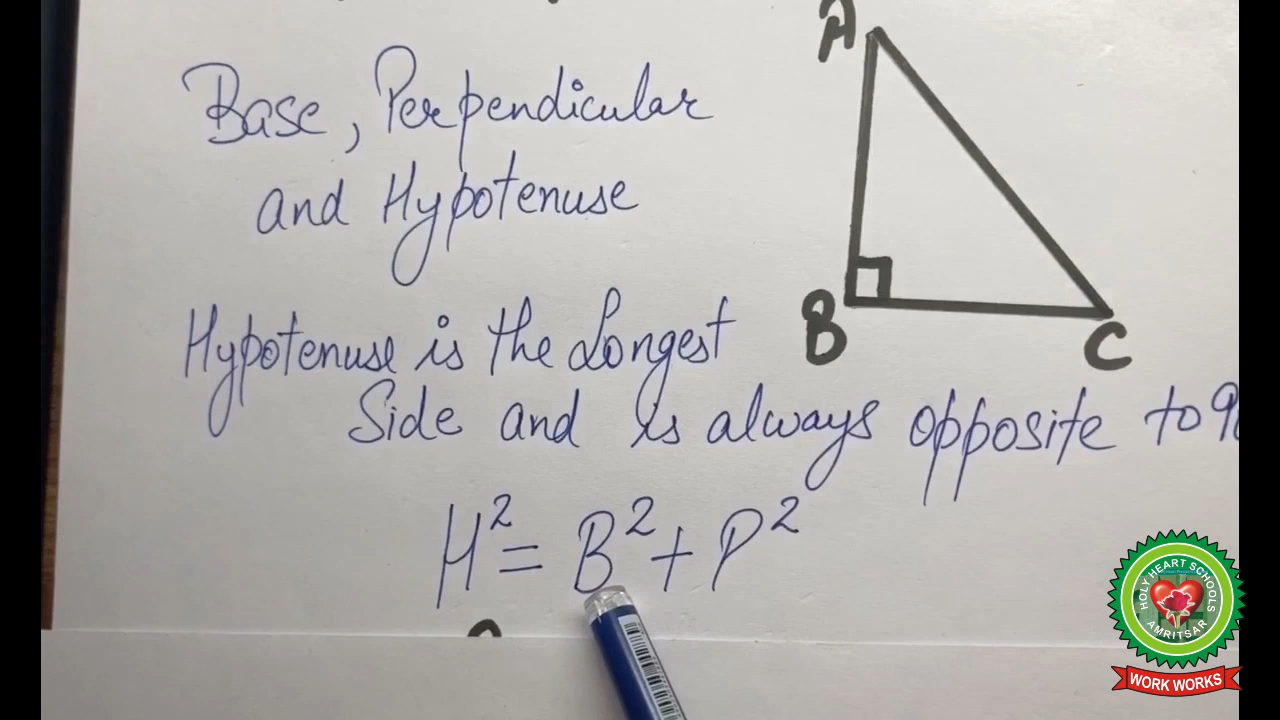 Base, Perpendicular
and Hypotenuse
Hypotenuse is the Longest
Side and is always opposite to 9
H² = B² + P²
A
B
C
HOLY HEART SCHOOLS
AMRITSAR
WORK WORKS